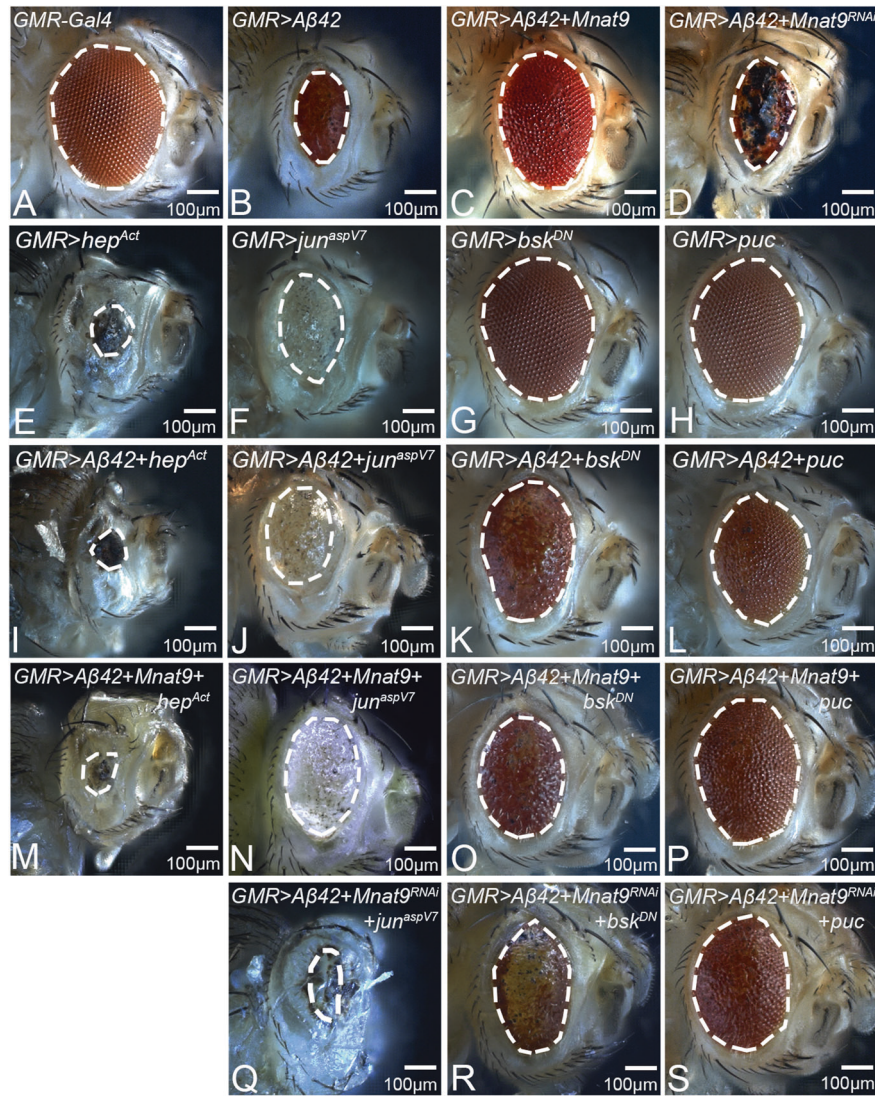 GMR-Gal4
A
100μm
GMR>Aβ42
B
100μm
GMR>Aβ42+Mnat9
C
100μm
GMR>Aβ42+Mnat9RNAi
D
100μm
GMR>hepAct
E
100μm
GMR>junaspV7
F
100μm
GMR>bskDN
G
100μm
GMR>puc
H
100μm
GMR>Aβ42+hepAct
I
100μm
GMR>Aβ42+junaspV7
J
100μm
GMR>Aβ42+bskDN
K
100μm
GMR>Aβ42+puc
L
100μm
GMR>Aβ42+Mnat9+
hepAct
M
100μm
GMR>Aβ42+Mnat9+
junaspV7
N
100μm
GMR>Aβ42+Mnat9+
bskDN
O
100μm
GMR>Aβ42+Mnat9+
puc
P
100μm
GMR>Aβ42+Mnat9RNAi
+junaspV7
Q
100μm
GMR>Aβ42+Mnat9RNAi
+bskDN
R
100μm
GMR>Aβ42+Mnat9RNAi
+puc
S
100μm